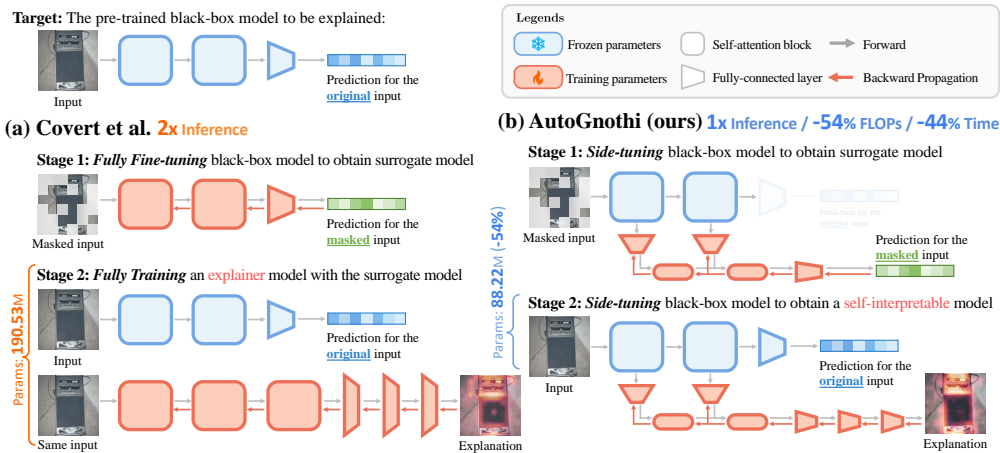 Target: The pre-trained black-box model to be explained:
Input
Prediction for the
original input
Legends
Frozen parameters
Self-attention block
Forward
Training parameters
Fully-connected layer
Backward Propagation
(a) Covert et al. 2x Inference
Stage 1: Fully Fine-tuning black-box model to obtain surrogate model
Masked input
Prediction for the
masked input
Stage 2: Fully Training an explainer model with the surrogate model
Params: 190.53M
Input
Prediction for the
original input
Same input
Explanation
(b) AutoGnothi (ours) 1x Inference / -54% FLOPs / -44% Time
Stage 1: Side-tuning black-box model to obtain surrogate model
Masked input
Prediction for the
original input
Prediction for the
masked input
Params: 88.22M (-54%)
Stage 2: Side-tuning black-box model to obtain a self-interpretable model
Input
Prediction for the
original input
Explanation